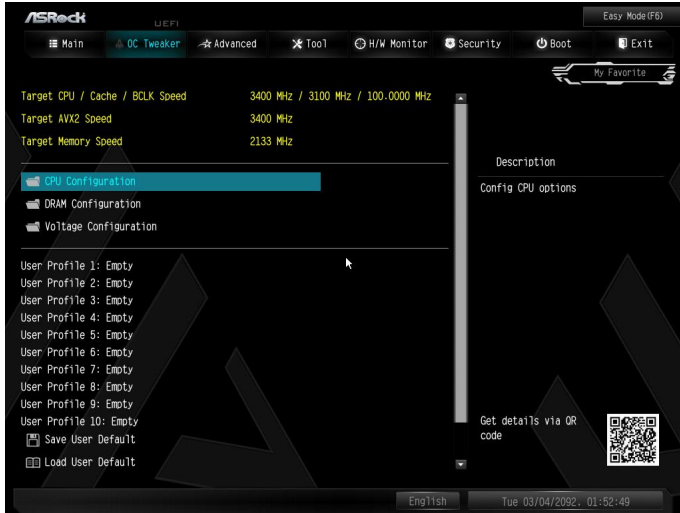 ASRock UEFI
Easy Mode(F6)
Main OC Tweaker Advanced Tool H/W Monitor Security Boot Exit
My Favorite
Target CPU / Cache / BCLK Speed 3400 MHz / 3100 MHz / 100.0000 MHz
Target AVX2 Speed 3400 MHz
Target Memory Speed 2133 MHz
CPU Configuration
DRAM Configuration
Voltage Configuration
User Profile 1: Empty
User Profile 2: Empty
User Profile 3: Empty
User Profile 4: Empty
User Profile 5: Empty
User Profile 6: Empty
User Profile 7: Empty
User Profile 8: Empty
User Profile 9: Empty
User Profile 10: Empty
Save User Default
Load User Default
Description
Config CPU options
Get details via QR
code
English
Tue 03/04/2092. 01:52:49